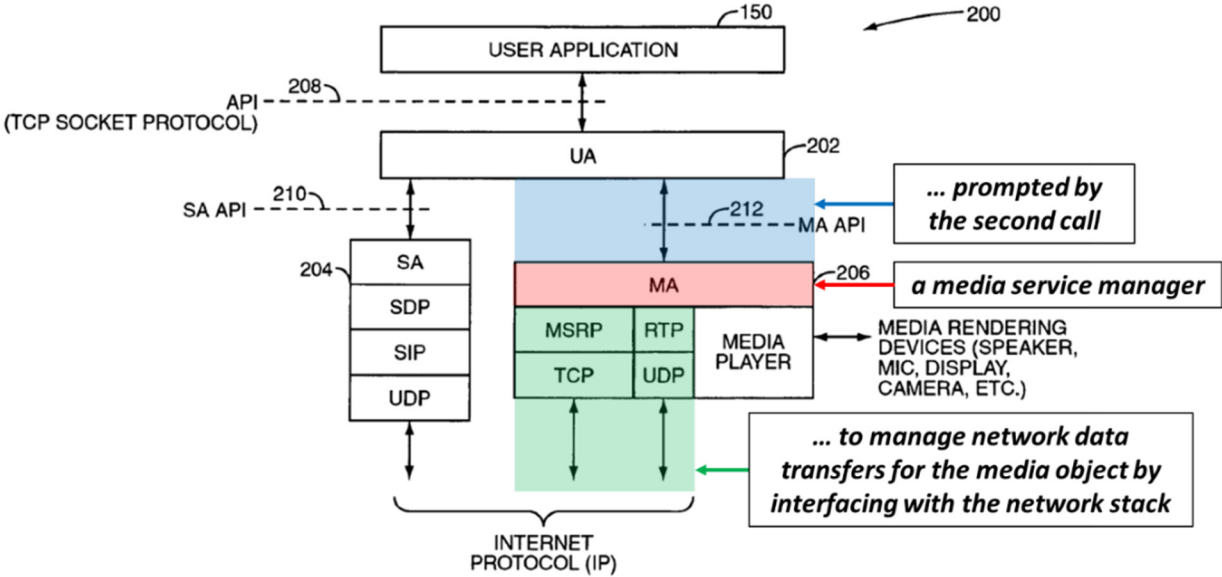 150
200
USER APPLICATION
208
API
(TCP SOCKET PROTOCOL)
UA
202
210
SA API
212
MA API
… prompted by
the second call
204
SA
SDP
SIP
UDP
206
MA
a media service manager
MSRP
RTP
TCP
UDP
MEDIA
PLAYER
MEDIA RENDERING
DEVICES (SPEAKER,
MIC, DISPLAY,
CAMERA, ETC.)
… to manage network data
transfers for the media object by
interfacing with the network stack
INTERNET
PROTOCOL (IP)